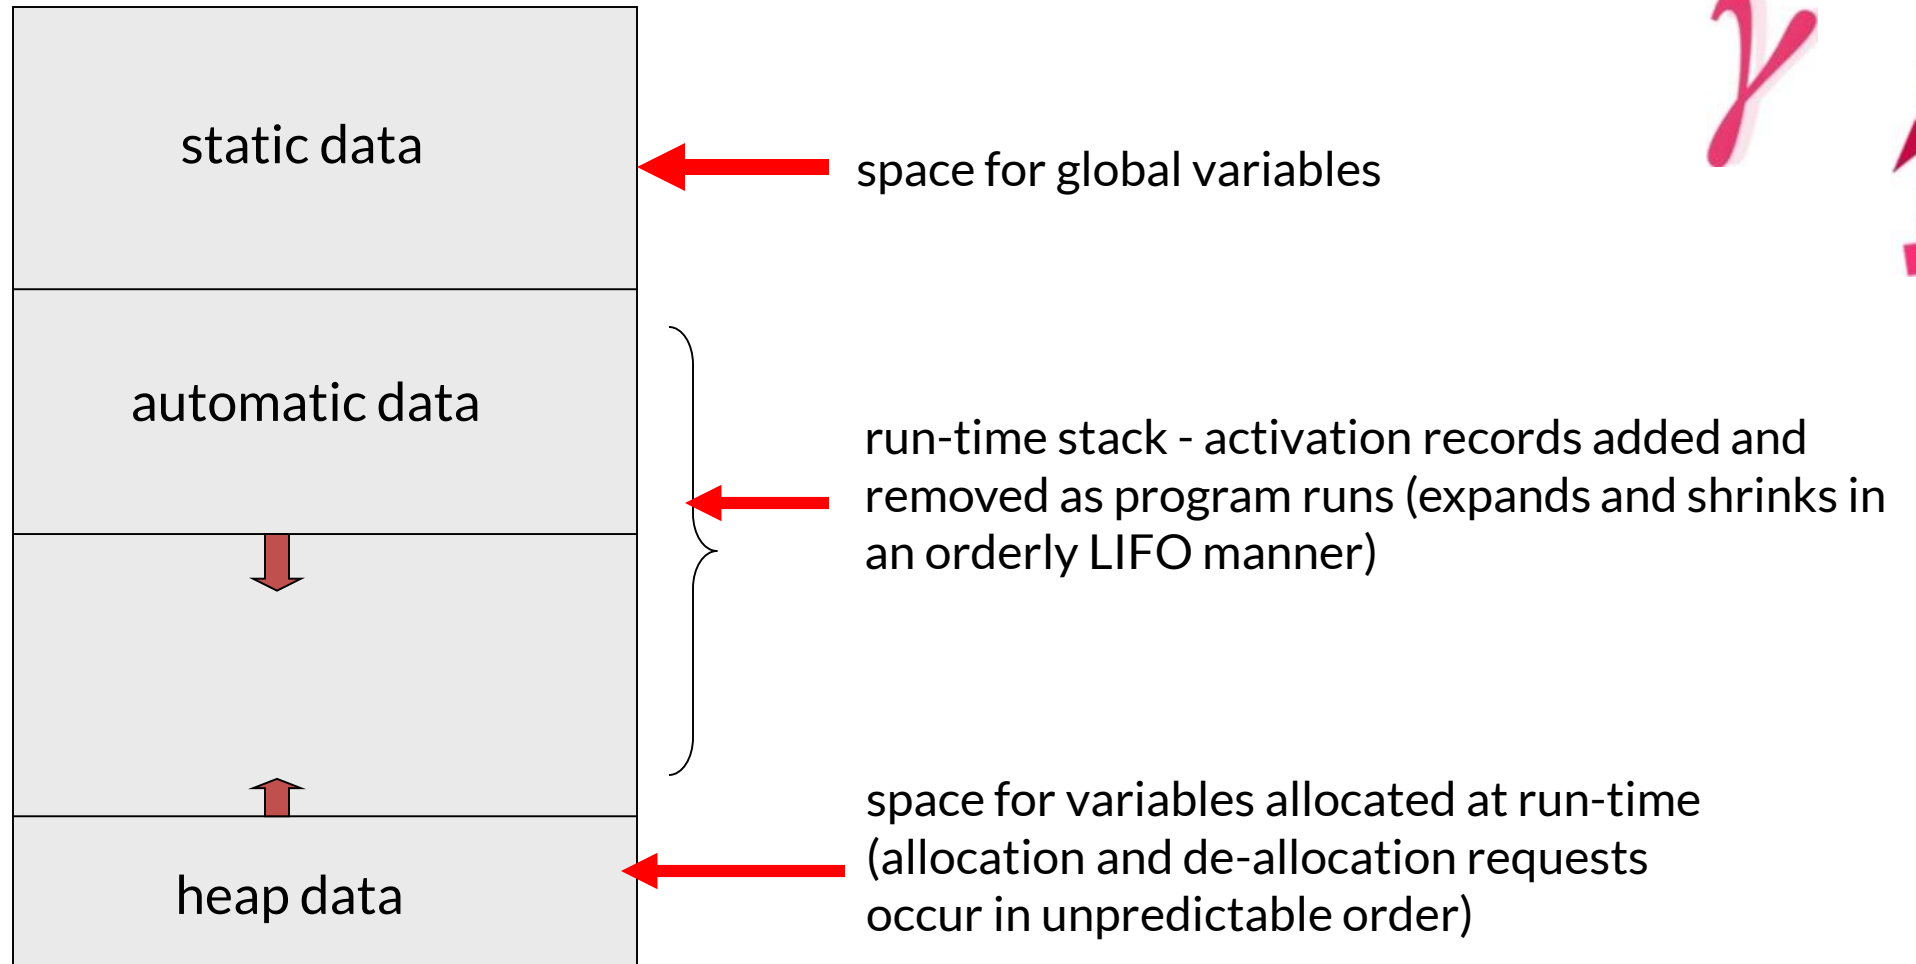 static data
space for global variables
automatic data
run-time stack - activation records added and
removed as program runs (expands and shrinks in
an orderly LIFO manner)
space for variables allocated at run-time
(allocation and de-allocation requests
occur in unpredictable order)
heap data
γ